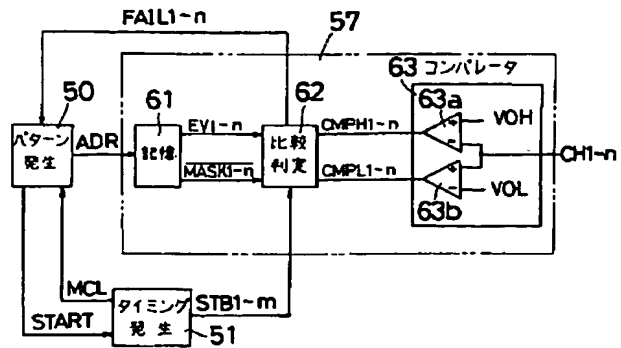 FAIL1-n
57
63 コンパレータ
50
61
62
63a
パターン
発生
ADR
記憶
EV1-n
MASK1-n
比較
判定
CMPH1-n
CMPL1-n
VOH
VOL
CH1-n
63b
MCL
START
タイミング
発生
51
STB1-m